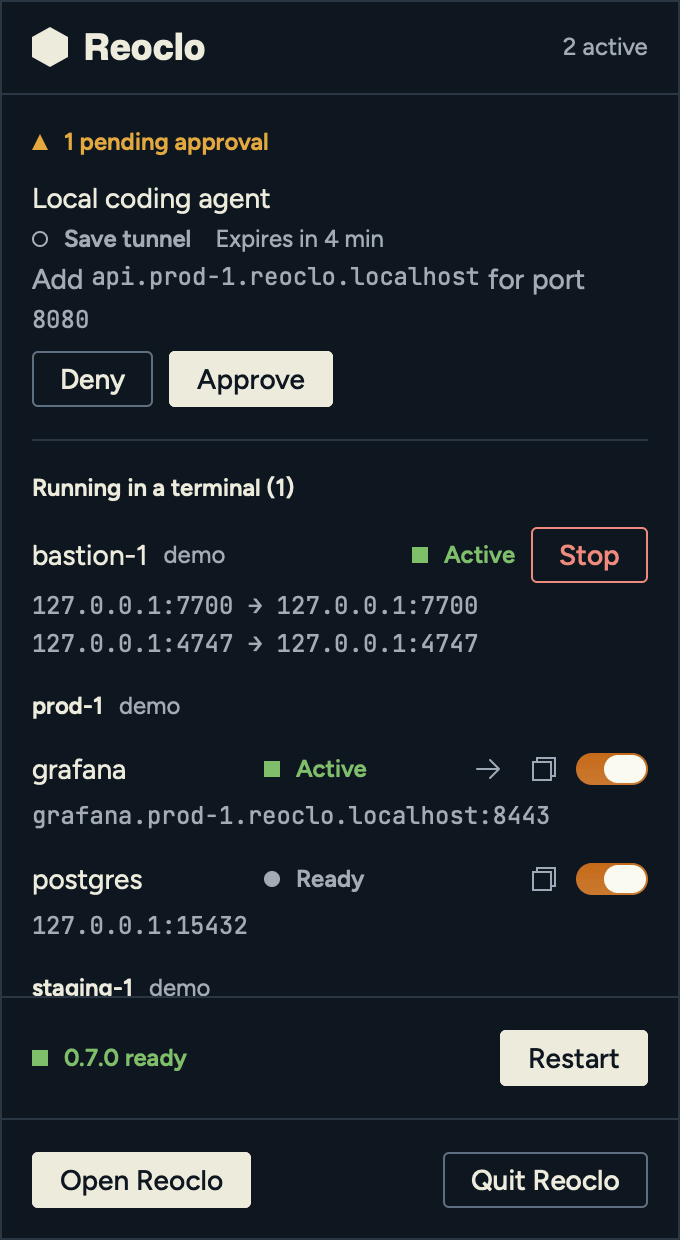 Reoclo
2 active
1 pending approval
Local coding agent
Save tunnel Expires in 4 min
Add api.prod-1.reoclo.localhost for port
8080
Deny
Approve
Running in a terminal (1)
bastion-1 demo
Active
Stop
127.0.0.1:7700 → 127.0.0.1:7700
127.0.0.1:4747 → 127.0.0.1:4747
prod-1 demo
grafana
Active
grafana.prod-1.reoclo.localhost:8443
postgres
Ready
127.0.0.1:15432
staging-1 demo
0.7.0 ready
Restart
Open Reoclo
Quit Reoclo